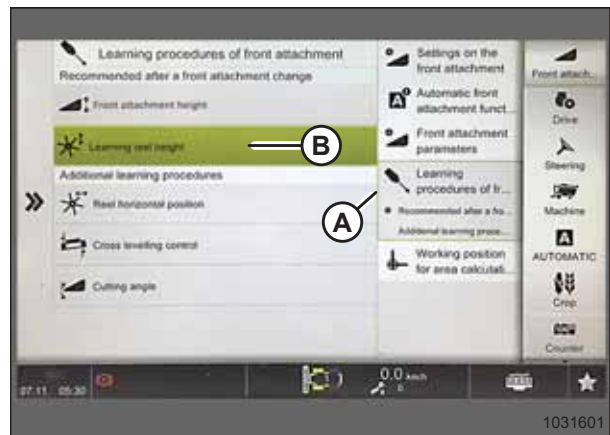 Learning procedures of front attachment
Recommended after a front attachment change
Front attachment height
Learning reel height
Additional learning procedures
Reel horizontal position
Cross levelling control
Cutting angle
Settings on the
front attachment
Automatic front
attachment funct...
Front attachment
parameters
Learning
procedures of fr...
Recommended after a fro...
Additional learning proce...
Working position
for area calculati...
Front attach...
Drive
Steering
Machine
A
AUTOMATIC
Crop
Counter
A
B
07:11 05:30
0.0 km/h
0
1031601